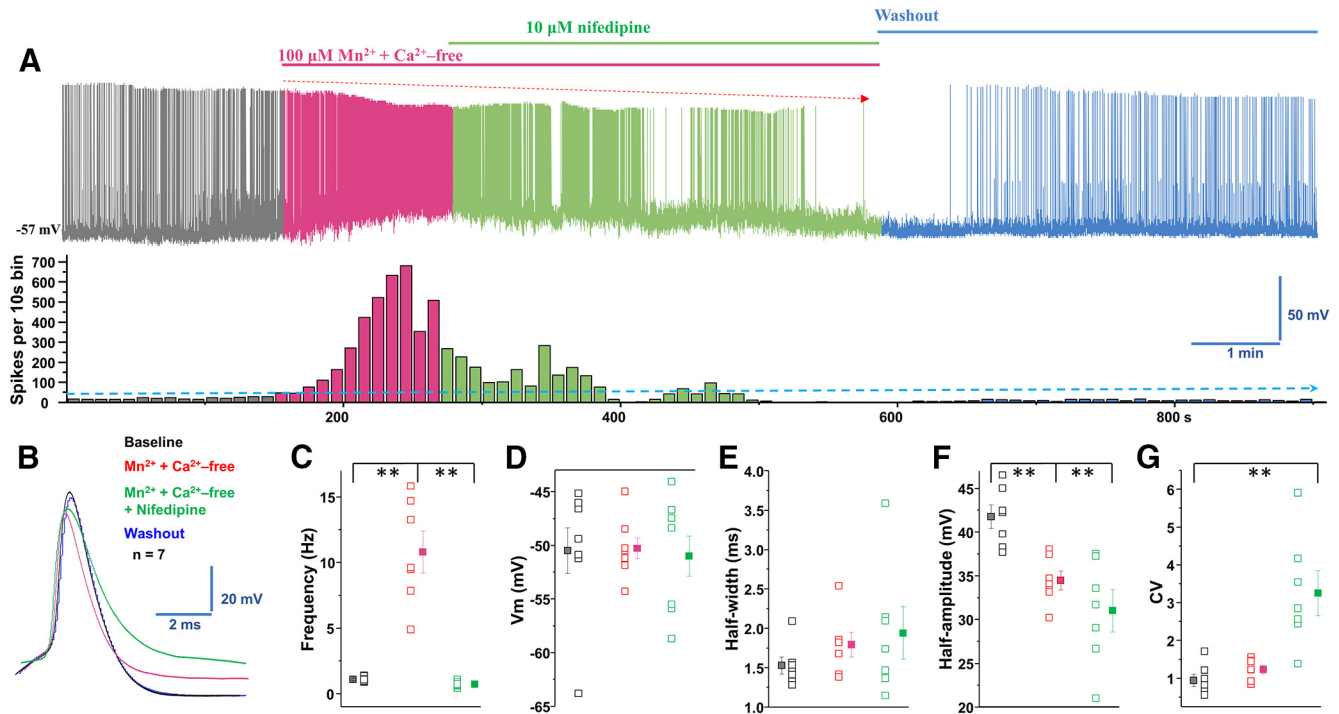 Washout
10 µM nifedipine
A
100 µM Mn²⁺ + Ca²⁺–free
-57 mV
Spikes per 10s bin
700
600
500
400
300
200
100
0
200
400
600
800 s
50 mV
1 min
B
Baseline
Mn²⁺ + Ca²⁺–free
Mn²⁺ + Ca²⁺–free
+ Nifedipine
Washout
n = 7
20 mV
2 ms
C
** **
Frequency (Hz)
15
10
5
0
D
Vm (mV)
-45
-50
-55
-60
-65
E
Half-width (ms)
4.0
3.5
3.0
2.5
2.0
1.5
1.0
F
** **
Half-amplitude (mV)
45
40
35
30
25
20
G
**
CV
6
5
4
3
2
1
0